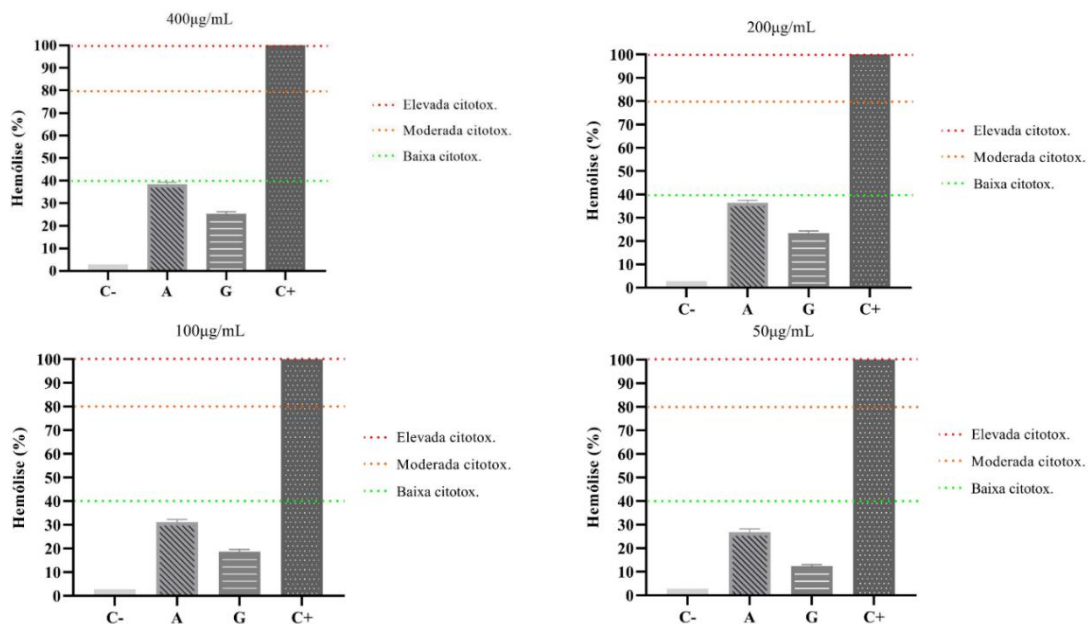 400µg/mL
Hemólise (%)
100
90
80
70
60
50
40
30
20
10
0
C- A G C+
Elevada citotox.
Moderada citotox.
Baixa citotox.
200µg/mL
Hemólise (%)
100
90
80
70
60
50
40
30
20
10
0
C- A G C+
Elevada citotox.
Moderada citotox.
Baixa citotox.
100µg/mL
Hemólise (%)
100
90
80
70
60
50
40
30
20
10
0
C- A G C+
Elevada citotox.
Moderada citotox.
Baixa citotox.
50µg/mL
Hemólise (%)
100
90
80
70
60
50
40
30
20
10
0
C- A G C+
Elevada citotox.
Moderada citotox.
Baixa citotox.